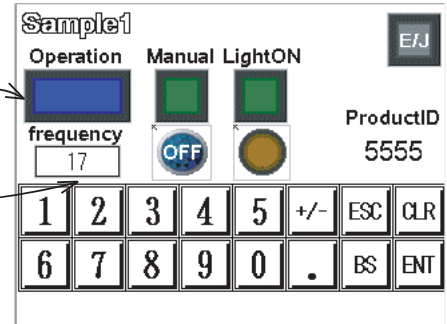 Sample1
E/J
Operation Manual LightON
frequency
17
OFF
ProductID
5555
1 2 3 4 5 +/- ESC CLR
6 7 8 9 0 . BS ENT